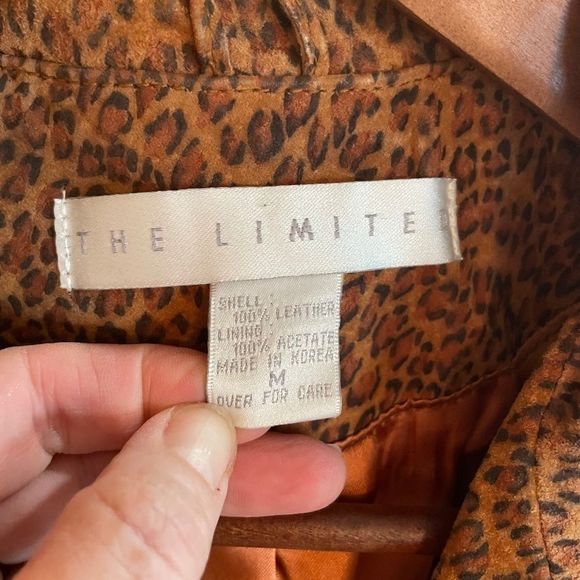 THE LIMITED
SHELL :
100% LEATHER
LINING :
100% ACETATE
MADE IN KOREA
M
OVER FOR CARE